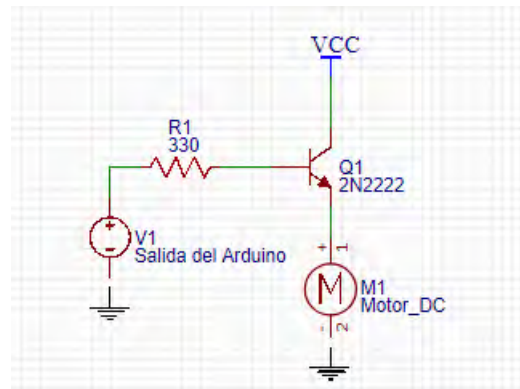 VCC
R1
330
Q1
2N2222
+
-
V1
Salida del Arduino
+ 1
M
M1
Motor_DC
- 2